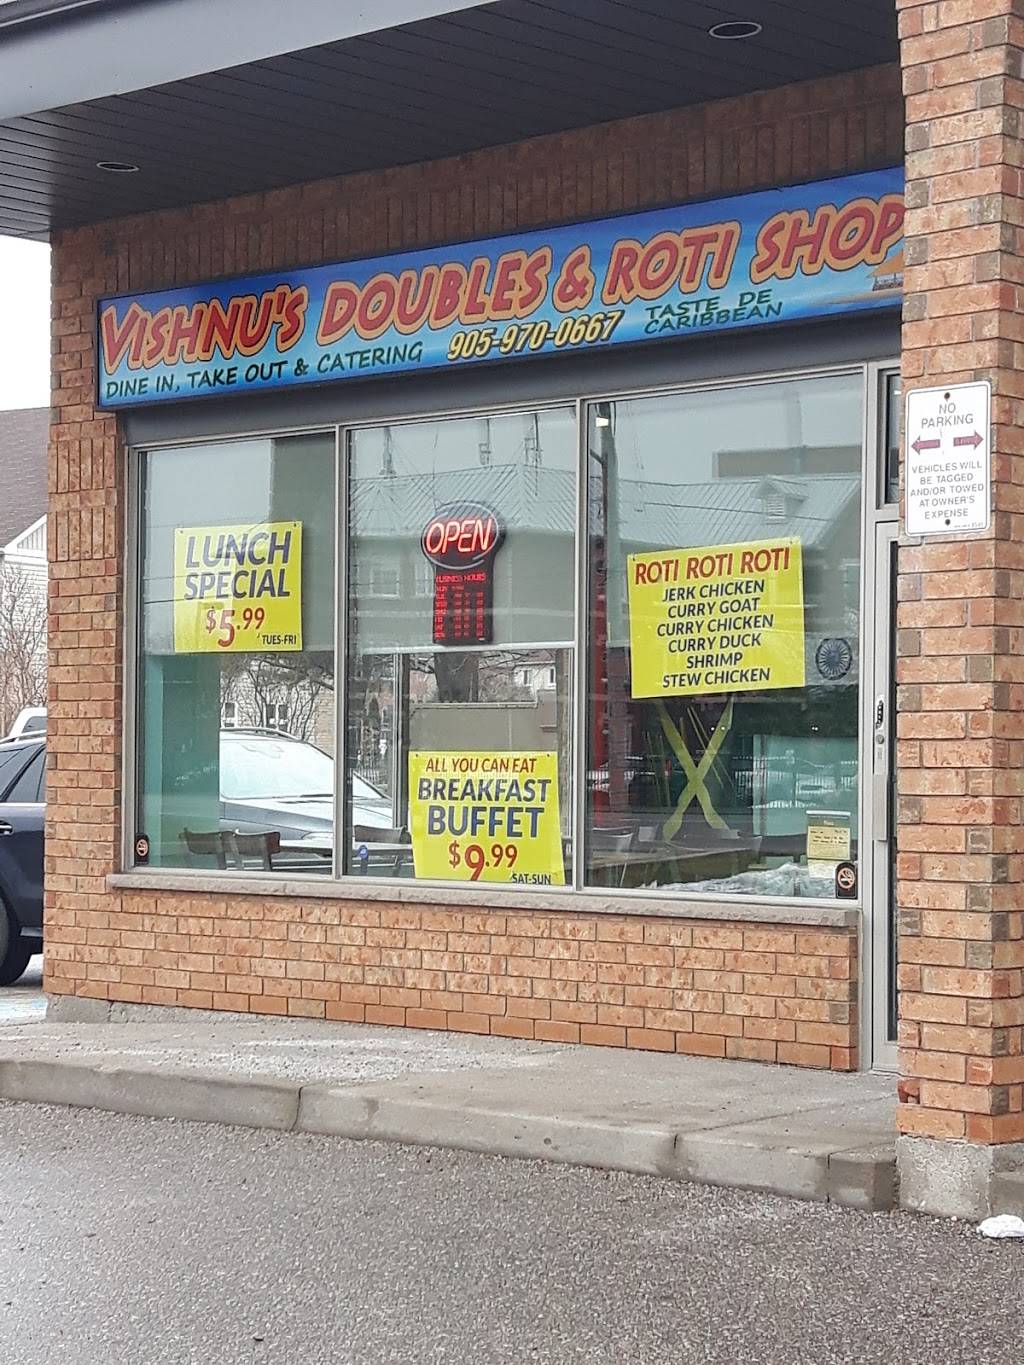 VISHNU'S DOUBLES & ROTI SHOP
DINE IN, TAKE OUT & CATERING
905-970-0667
TASTE DE
CARIBBEAN
NO
PARKING
VEHICLES WILL
BE TAGGED
AND/OR TOWED
AT OWNER'S
EXPENSE
LUNCH
SPECIAL
$5.99
TUES-FRI
OPEN
BUSINESS HOURS
ROTI ROTI ROTI
JERK CHICKEN
CURRY GOAT
CURRY CHICKEN
CURRY DUCK
SHRIMP
STEW CHICKEN
ALL YOU CAN EAT
BREAKFAST
BUFFET
$9.99
SAT-SUN